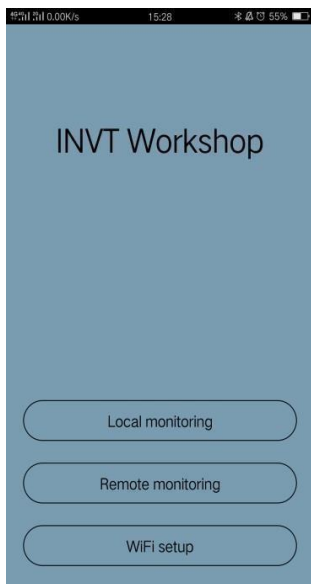 0.00K/s 15:28 55%
INVT Workshop
Local monitoring
Remote monitoring
WiFi setup